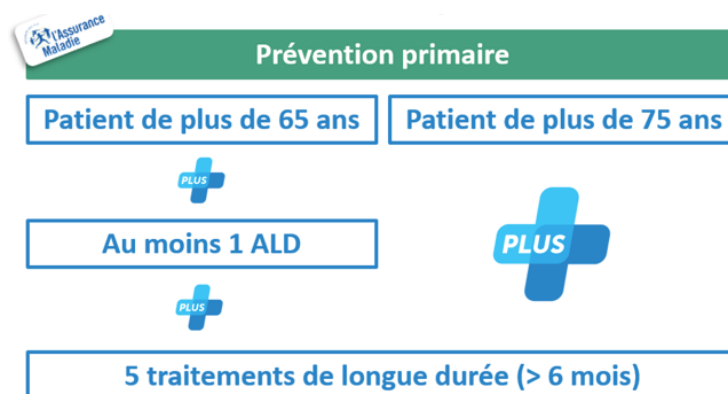 l'Assurance
Maladie
Prévention primaire
Patient de plus de 65 ans
Patient de plus de 75 ans
PLUS
Au moins 1 ALD
PLUS
PLUS
5 traitements de longue durée (> 6 mois)